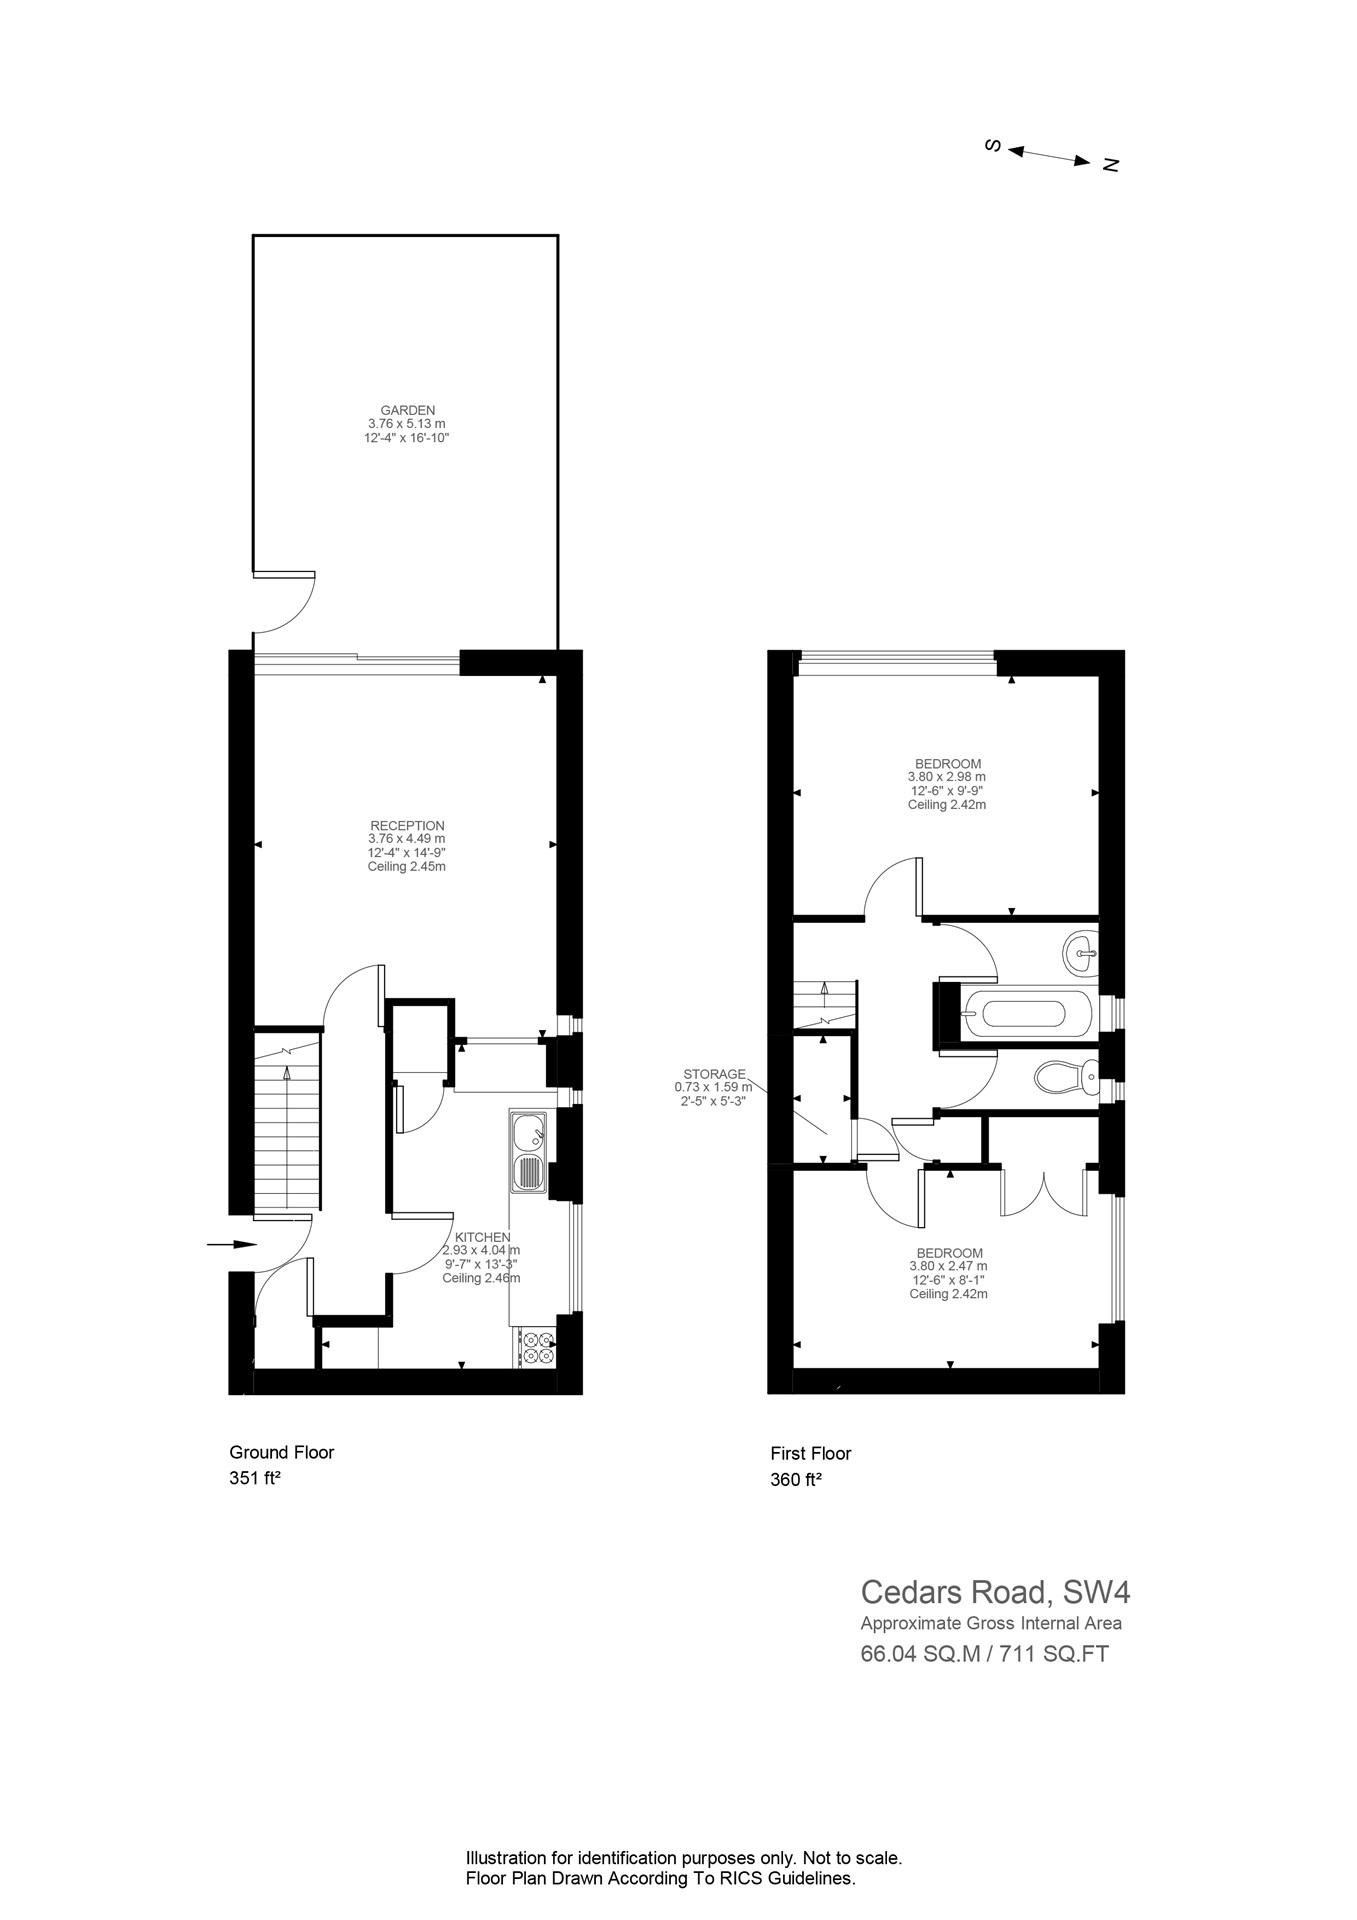 S
N
GARDEN
3.76 x 5.13 m
12'-4" x 16'-10"
RECEPTION
3.76 x 4.49 m
12'-4" x 14'-9"
Ceiling 2.45m
KITCHEN
2.93 x 4.04 m
9'-7" x 13'-3"
Ceiling 2.46m
Ground Floor
351 ft²
BEDROOM
3.80 x 2.98 m
12'-6" x 9'-9"
Ceiling 2.42m
STORAGE
0.73 x 1.59 m
2'-5" x 5'-3"
BEDROOM
3.80 x 2.47 m
12'-6" x 8'-1"
Ceiling 2.42m
First Floor
360 ft²
Cedars Road, SW4
Approximate Gross Internal Area
66.04 SQ.M / 711 SQ.FT
Illustration for identification purposes only. Not to scale.
Floor Plan Drawn According To RICS Guidelines.